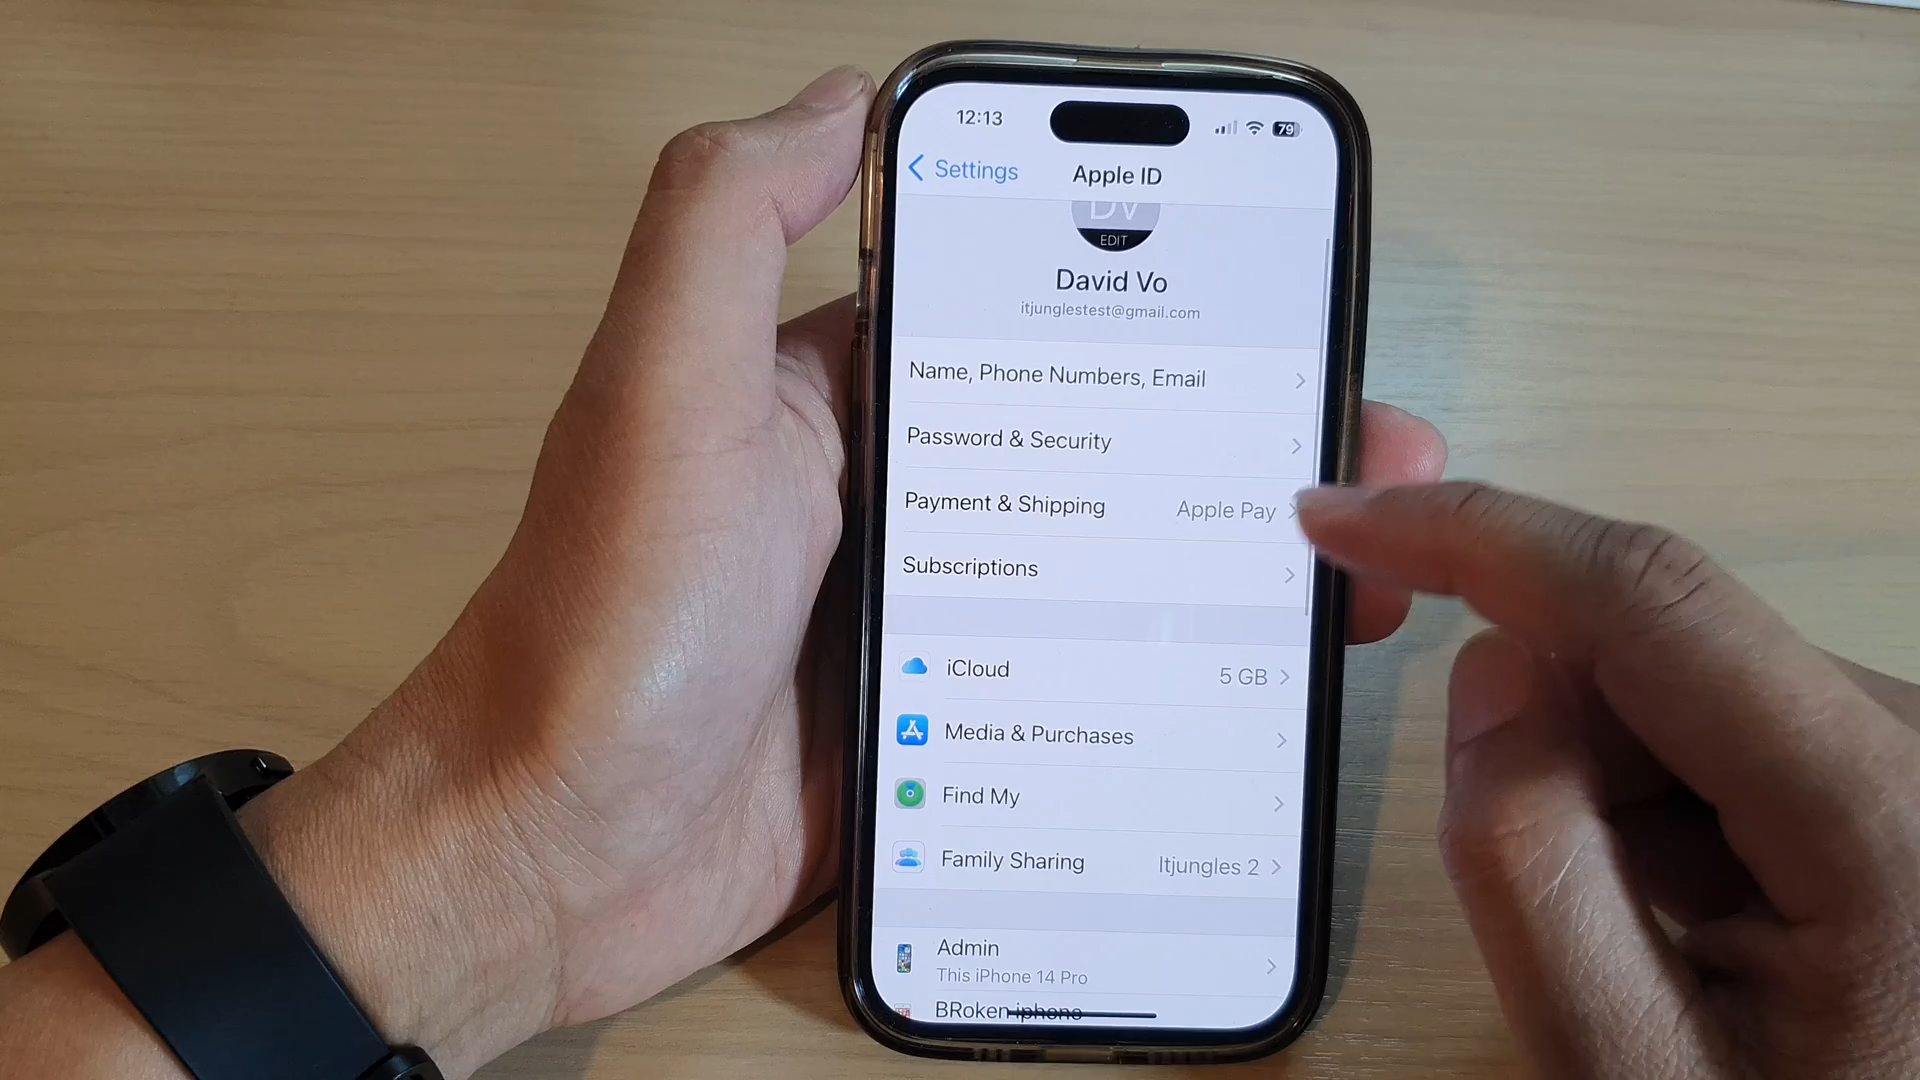 12:13
79
Settings
Apple ID
DV
EDIT
David Vo
itjunglestest@gmail.com
Name, Phone Numbers, Email
Password & Security
Payment & Shipping Apple Pay
Subscriptions
iCloud 5 GB
Media & Purchases
Find My
Family Sharing Itjungles 2
Admin
This iPhone 14 Pro
BRoken iphone